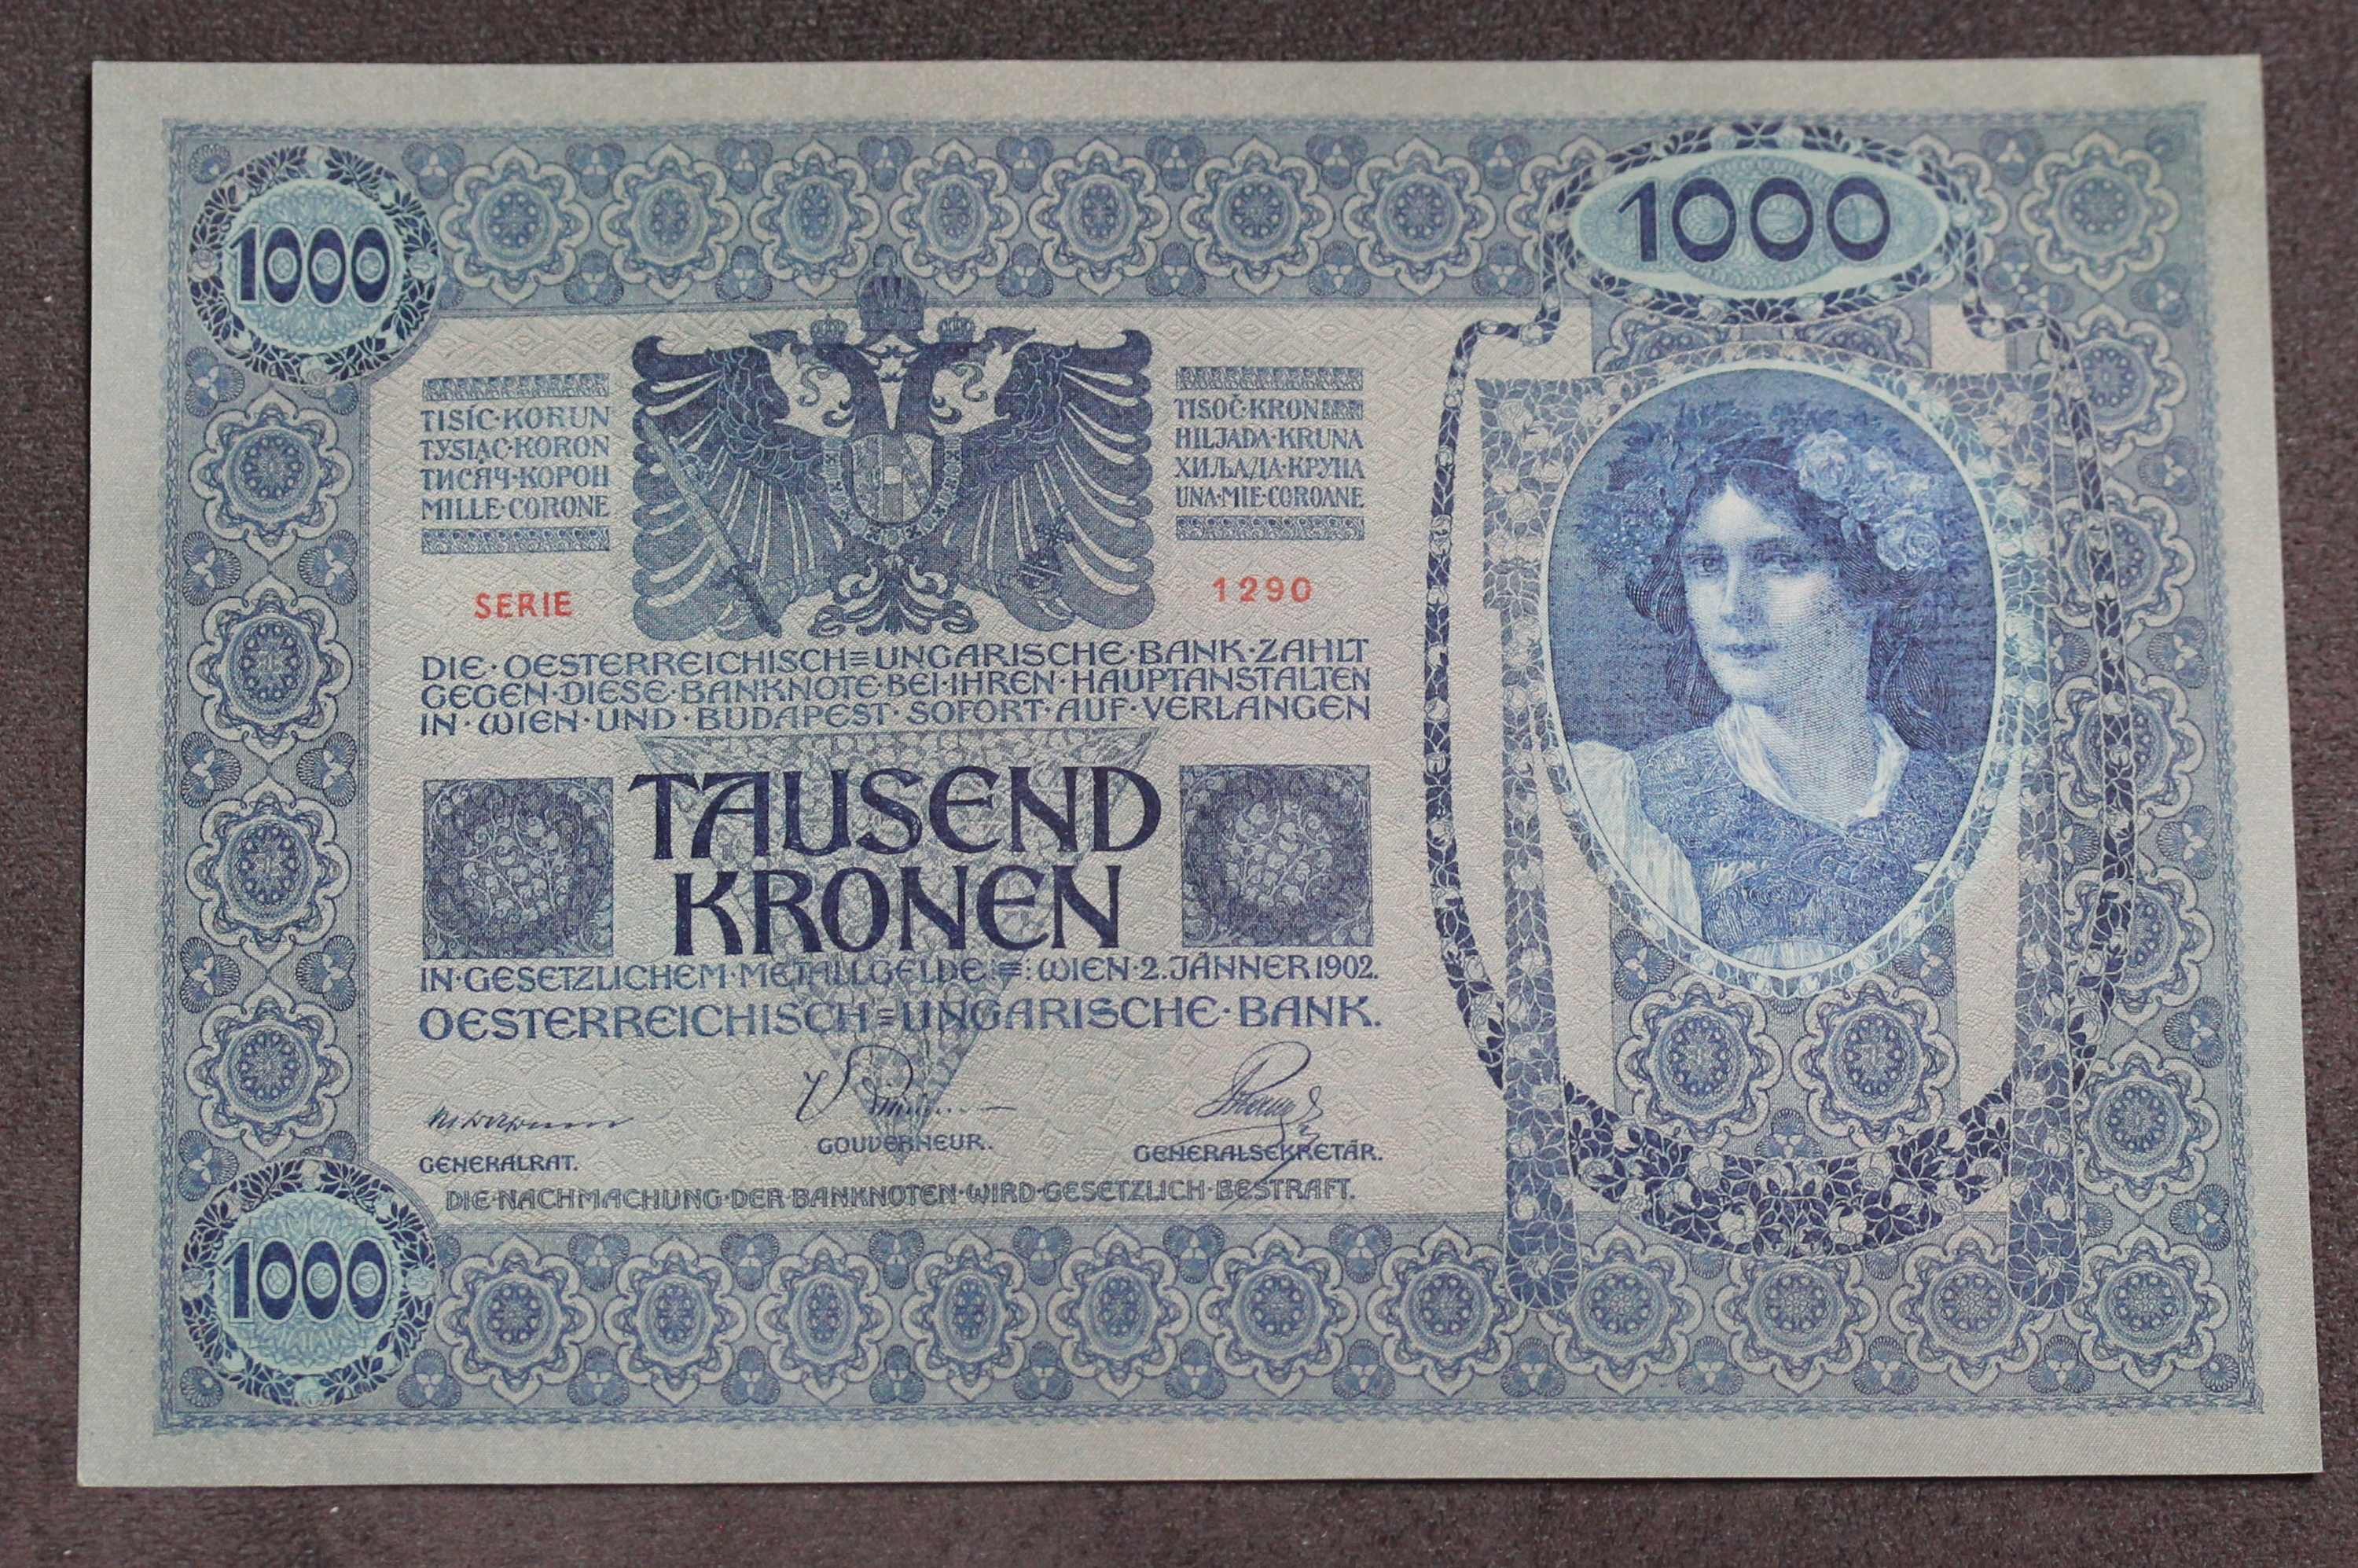 1000
1000
TISÍC·KORUN
TYSIĄC·KORON
ТИСЯЧ·КОРОН
MILLE·CORONE
TISOČ·KRON
HILJADA·KRUNA
ХИЉАДА·КРУНА
UNA·MIE·COROANE
SERIE
1290
DIE·OESTERREICHISCH=UNGARISCHE·BANK·ZAHLT
GEGEN·DIESE·BANKNOTE·BEI·IHREN·HAUPTANSTALTEN
IN·WIEN·UND·BUDAPEST·SOFORT·AUF·VERLANGEN
TAUSEND
KRONEN
IN·GESETZLICHEM·METALLGELDE:=:WIEN·2.JÄNNER 1902.
OESTERREICHISCH=UNGARISCHE·BANK.
GENERALRAT.
GOUVERNEUR.
GENERALSEKRETÄR.
DIE·NACHMACHUNG·DER·BANKNOTEN·WIRD·GESETZLICH·BESTRAFT.
1000